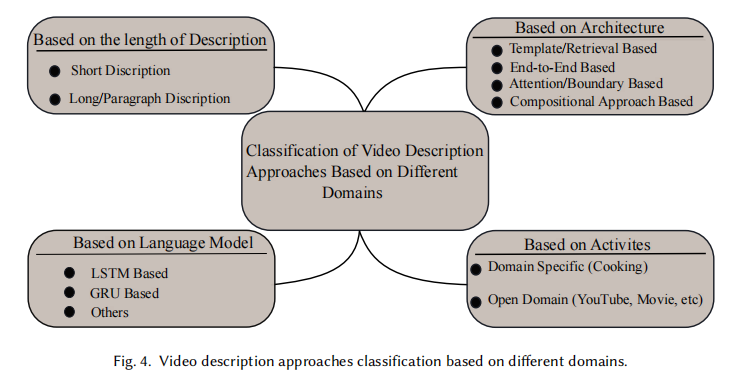 Based on the length of Description
Short Discription
Long/Paragraph Discription
Based on Architecture
Template/Retrieval Based
End-to-End Based
Attention/Boundary Based
Compositional Approach Based
Classification of Video Description
Approaches Based on Different
Domains
Based on Language Model
LSTM Based
GRU Based
Others
Based on Activites
Domain Specific (Cooking)
Open Domain (YouTube, Movie, etc)
Fig. 4. Video description approaches classification based on different domains.